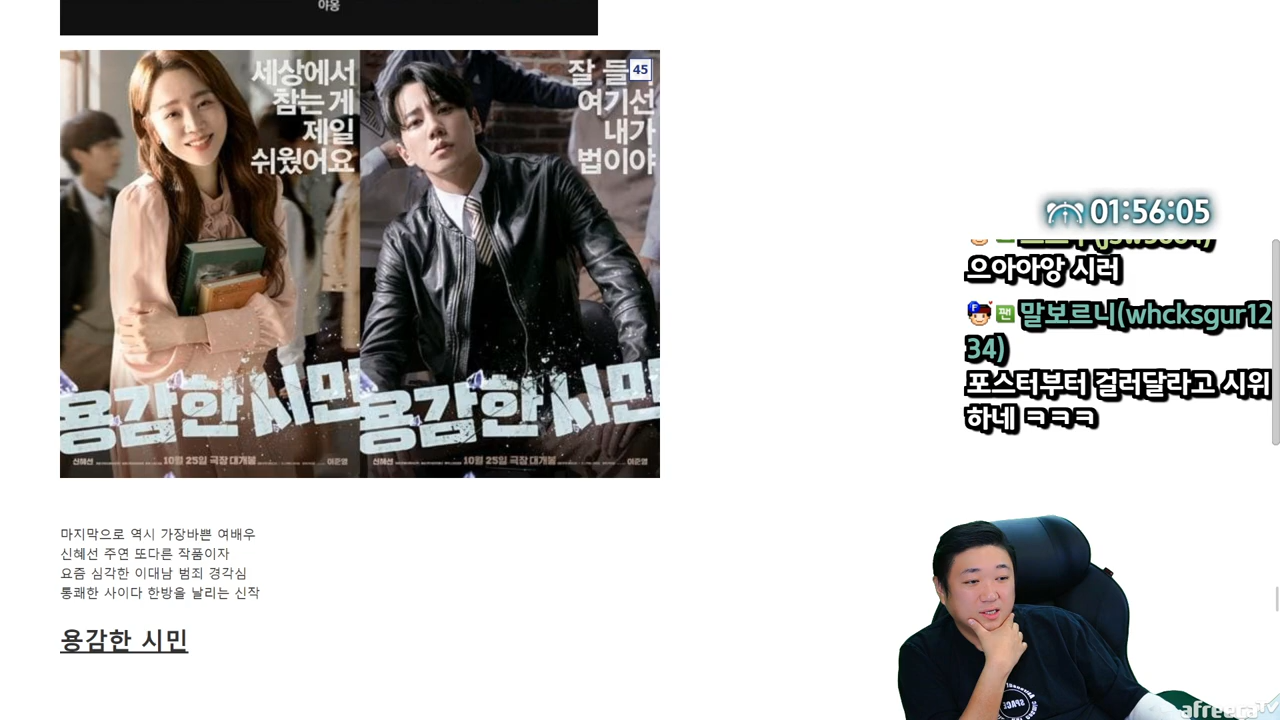 야옹
세상에서
참는 게
제일
쉬웠어요
잘 들
45
여기선
내가
법이야
용감한 시민
용감한 시민
신혜선
10월 25일 극장 대개봉
이준영
신혜선
10월 25일 극장 대개봉
이준영
마지막으로 역시 가장바쁜 여배우
신혜선 주연 또다른 작품이자
요즘 심각한 이대남 범죄 경각심
통쾌한 사이다 한방을 날리는 신작
용감한 시민
01:56:05
으아아앙 시러
F 팬 말보르니(whcksgur12
34)
포스터부터 걸러달라고 시위
하네 ㅋㅋㅋ
SPACE
afreecaTV